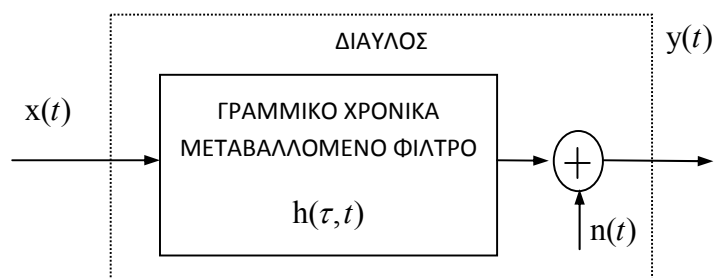 ΔΙΑΥΛΟΣ
y(t)
x(t)
ΓΡΑΜΜΙΚΟ ΧΡΟΝΙΚΑ
ΜΕΤΑΒΑΛΛΟΜΕΝΟ ΦΙΛΤΡΟ
h(τ,t)
+
n(t)